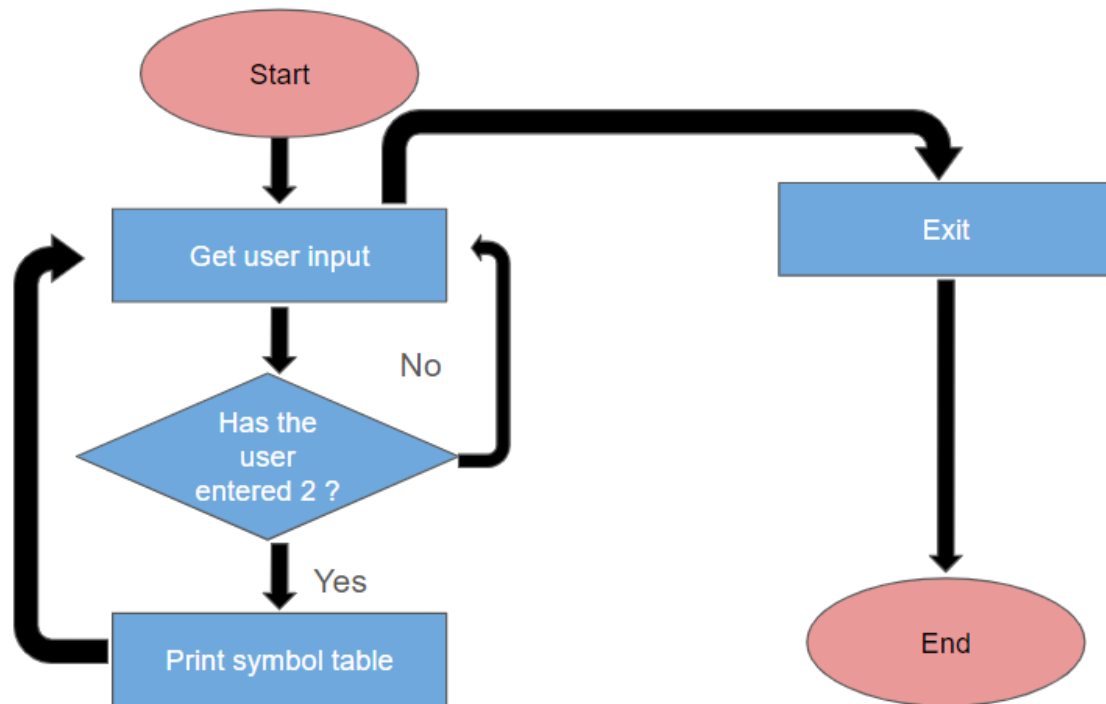 Start
Get user input
Exit
No
Has the
user
entered 2 ?
Yes
Print symbol table
End